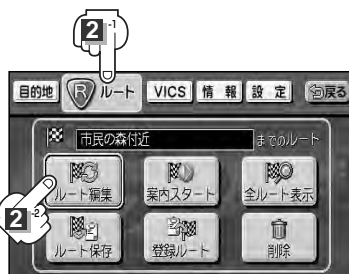 2-1
目的地 R ルート VICS 情 報 設 定 戻る
市民の森付近 までのルート
ルート編集 案内スタート 全ルート表示
2-2
ルート保存 登録ルート 削除